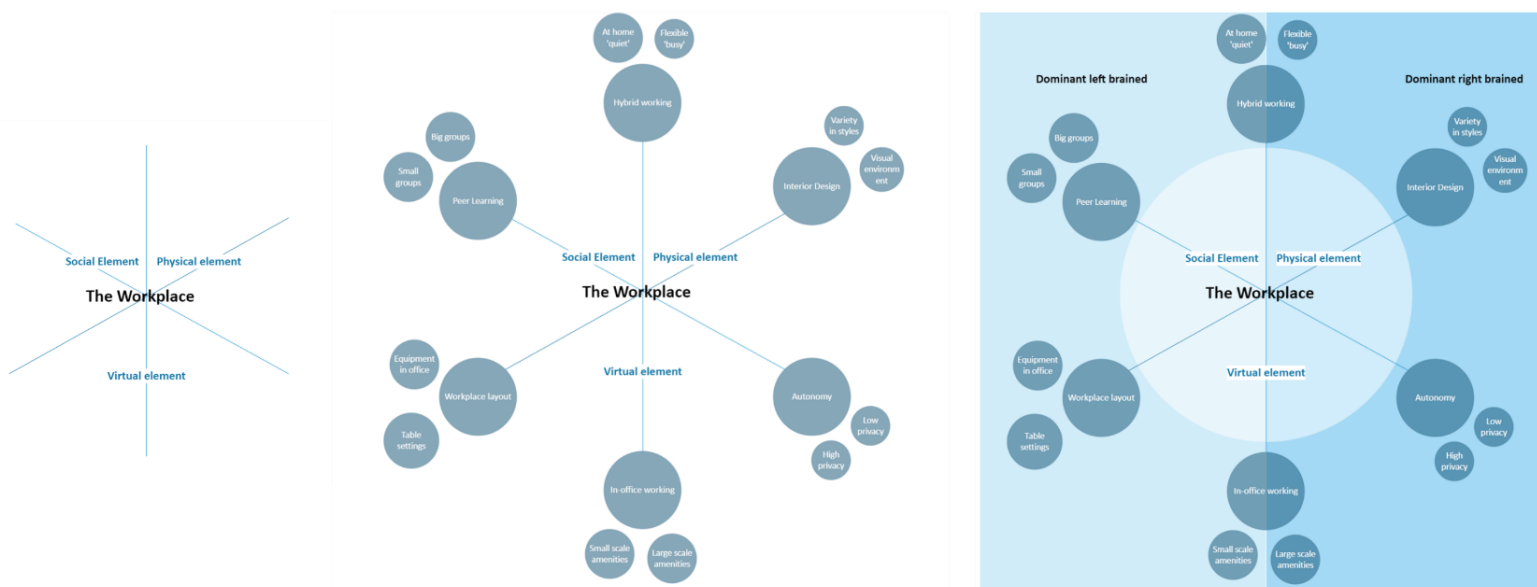 Social Element
Physical element
The Workplace
Virtual element
At home
'quiet'
Flexible
'busy'
Hybrid working
Big groups
Small
groups
Peer Learning
Variety
in styles
Visual
environm
ent
Interior Design
Social Element
Physical element
The Workplace
Virtual element
Equipment
in office
Workplace layout
Table
settings
Autonomy
Low
privacy
High
privacy
In-office working
Small scale
amenities
Large scale
amenities
At home
'quiet'
Flexible
'busy'
Dominant left brained
Dominant right brained
Hybrid working
Big groups
Small
groups
Peer Learning
Variety
in styles
Visual
environm
ent
Interior Design
Social Element
Physical element
The Workplace
Virtual element
Equipment
in office
Workplace layout
Table
settings
Autonomy
Low
privacy
High
privacy
In-office working
Small scale
amenities
Large scale
amenities